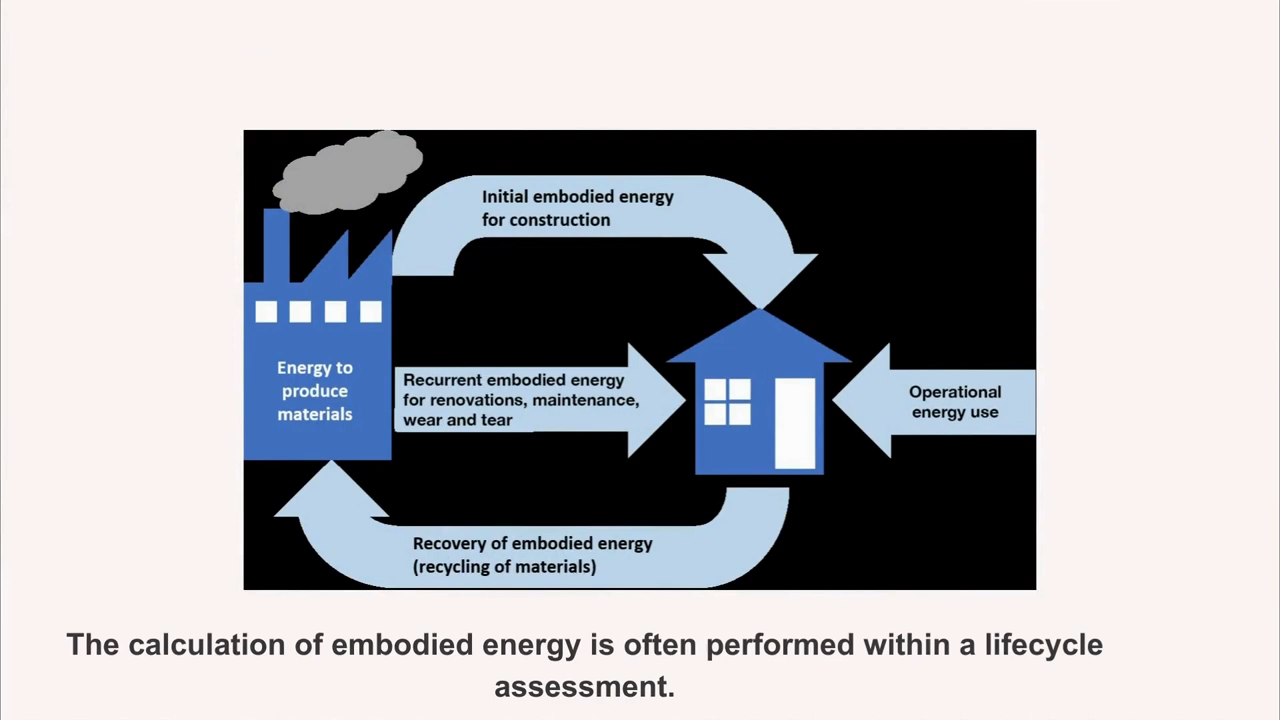 Initial embodied energy
for construction
Energy to
produce
materials
Recurrent embodied energy
for renovations, maintenance,
wear and tear
Operational
energy use
Recovery of embodied energy
(recycling of materials)
The calculation of embodied energy is often performed within a lifecycle
assessment.